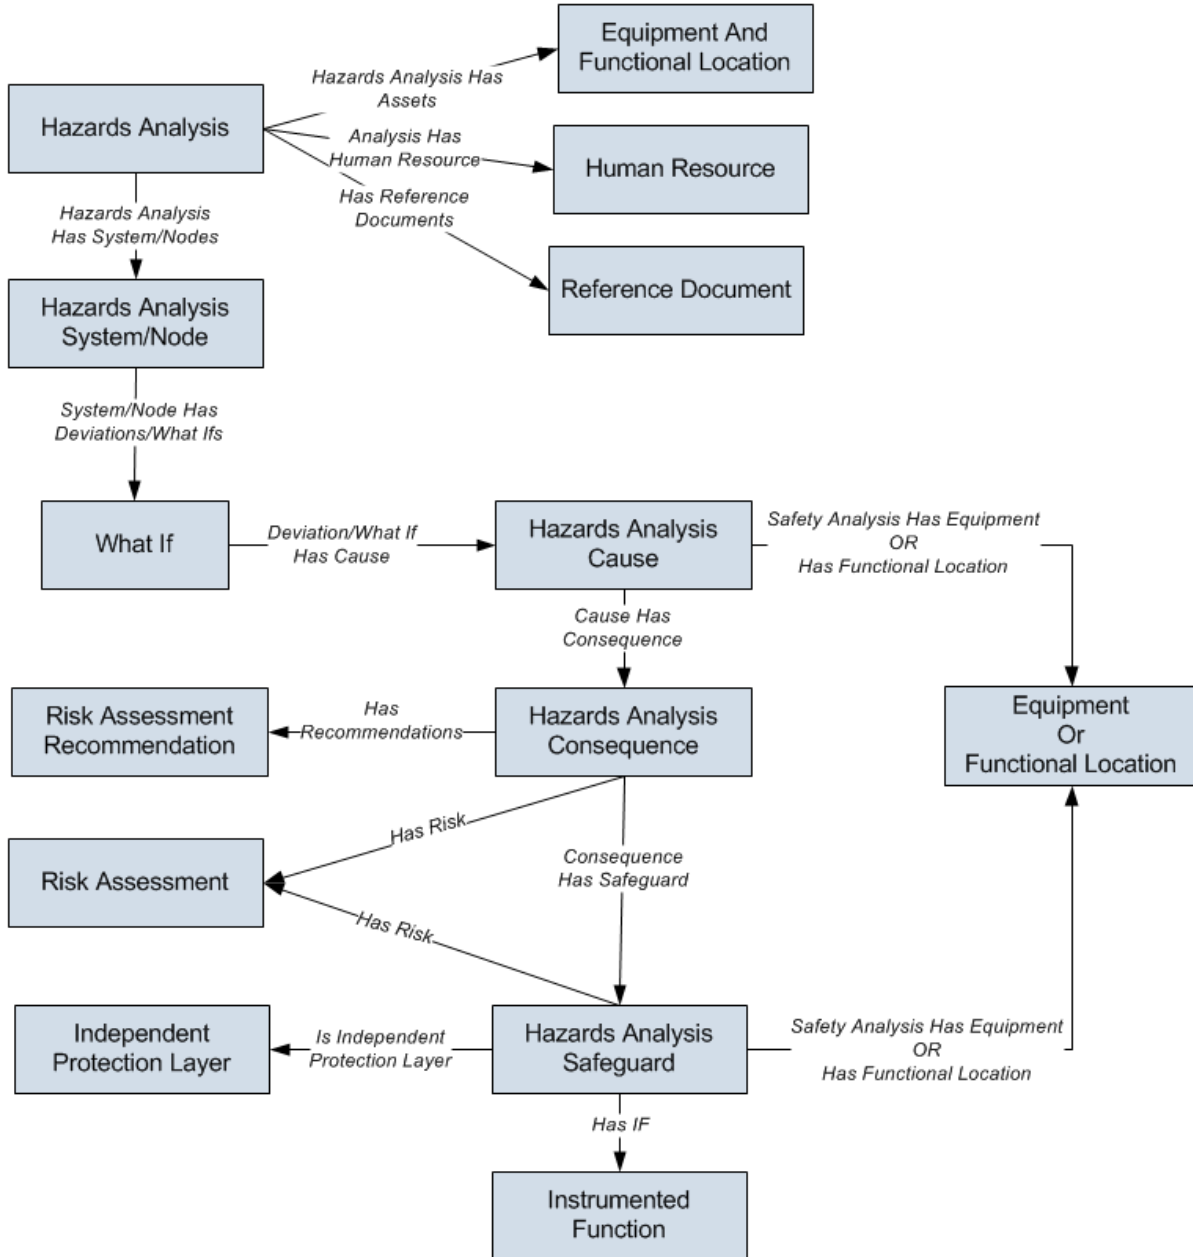 Equipment And
Functional Location
Hazards Analysis Has
Assets
Hazards Analysis
Analysis Has
Human Resource
Human Resource
Has Reference
Documents
Hazards Analysis
Has System/Nodes
Reference Document
Hazards Analysis
System/Node
System/Node Has
Deviations/What Ifs
What If
Deviation/What If
Has Cause
Hazards Analysis
Cause
Safety Analysis Has Equipment
OR
Has Functional Location
Cause Has
Consequence
Risk Assessment
Recommendation
Has
Recommendations
Hazards Analysis
Consequence
Equipment
Or
Functional Location
Has Risk
Risk Assessment
Consequence
Has Safeguard
Has Risk
Independent
Protection Layer
Is Independent
Protection Layer
Hazards Analysis
Safeguard
Safety Analysis Has Equipment
OR
Has Functional Location
Has IF
Instrumented
Function